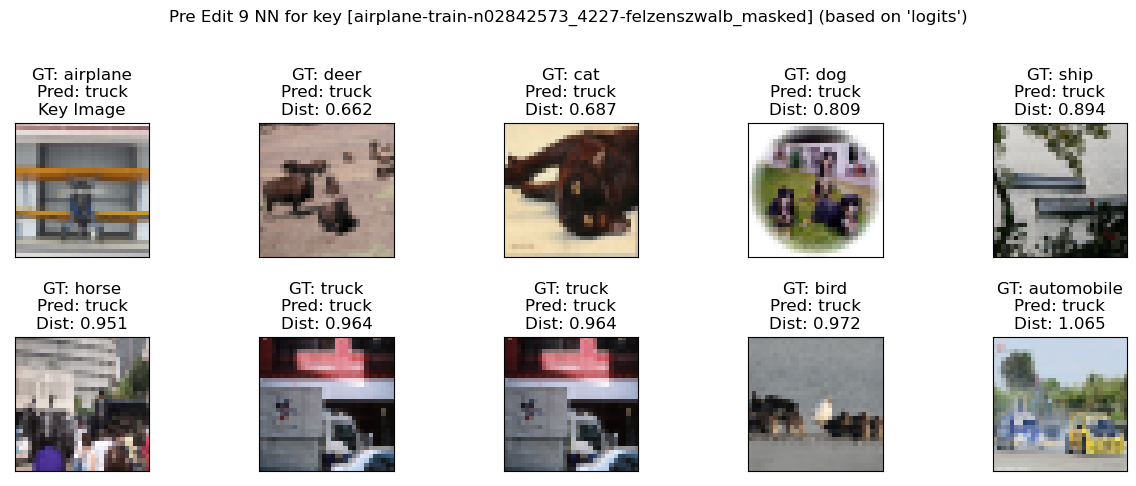 Pre Edit 9 NN for key [airplane-train-n02842573_4227-felzenszwalb_masked] (based on 'logits')
GT: airplane
Pred: truck
Key Image
GT: deer
Pred: truck
Dist: 0.662
GT: cat
Pred: truck
Dist: 0.687
GT: dog
Pred: truck
Dist: 0.809
GT: ship
Pred: truck
Dist: 0.894
GT: horse
Pred: truck
Dist: 0.951
GT: truck
Pred: truck
Dist: 0.964
GT: truck
Pred: truck
Dist: 0.964
GT: bird
Pred: truck
Dist: 0.972
GT: automobile
Pred: truck
Dist: 1.065